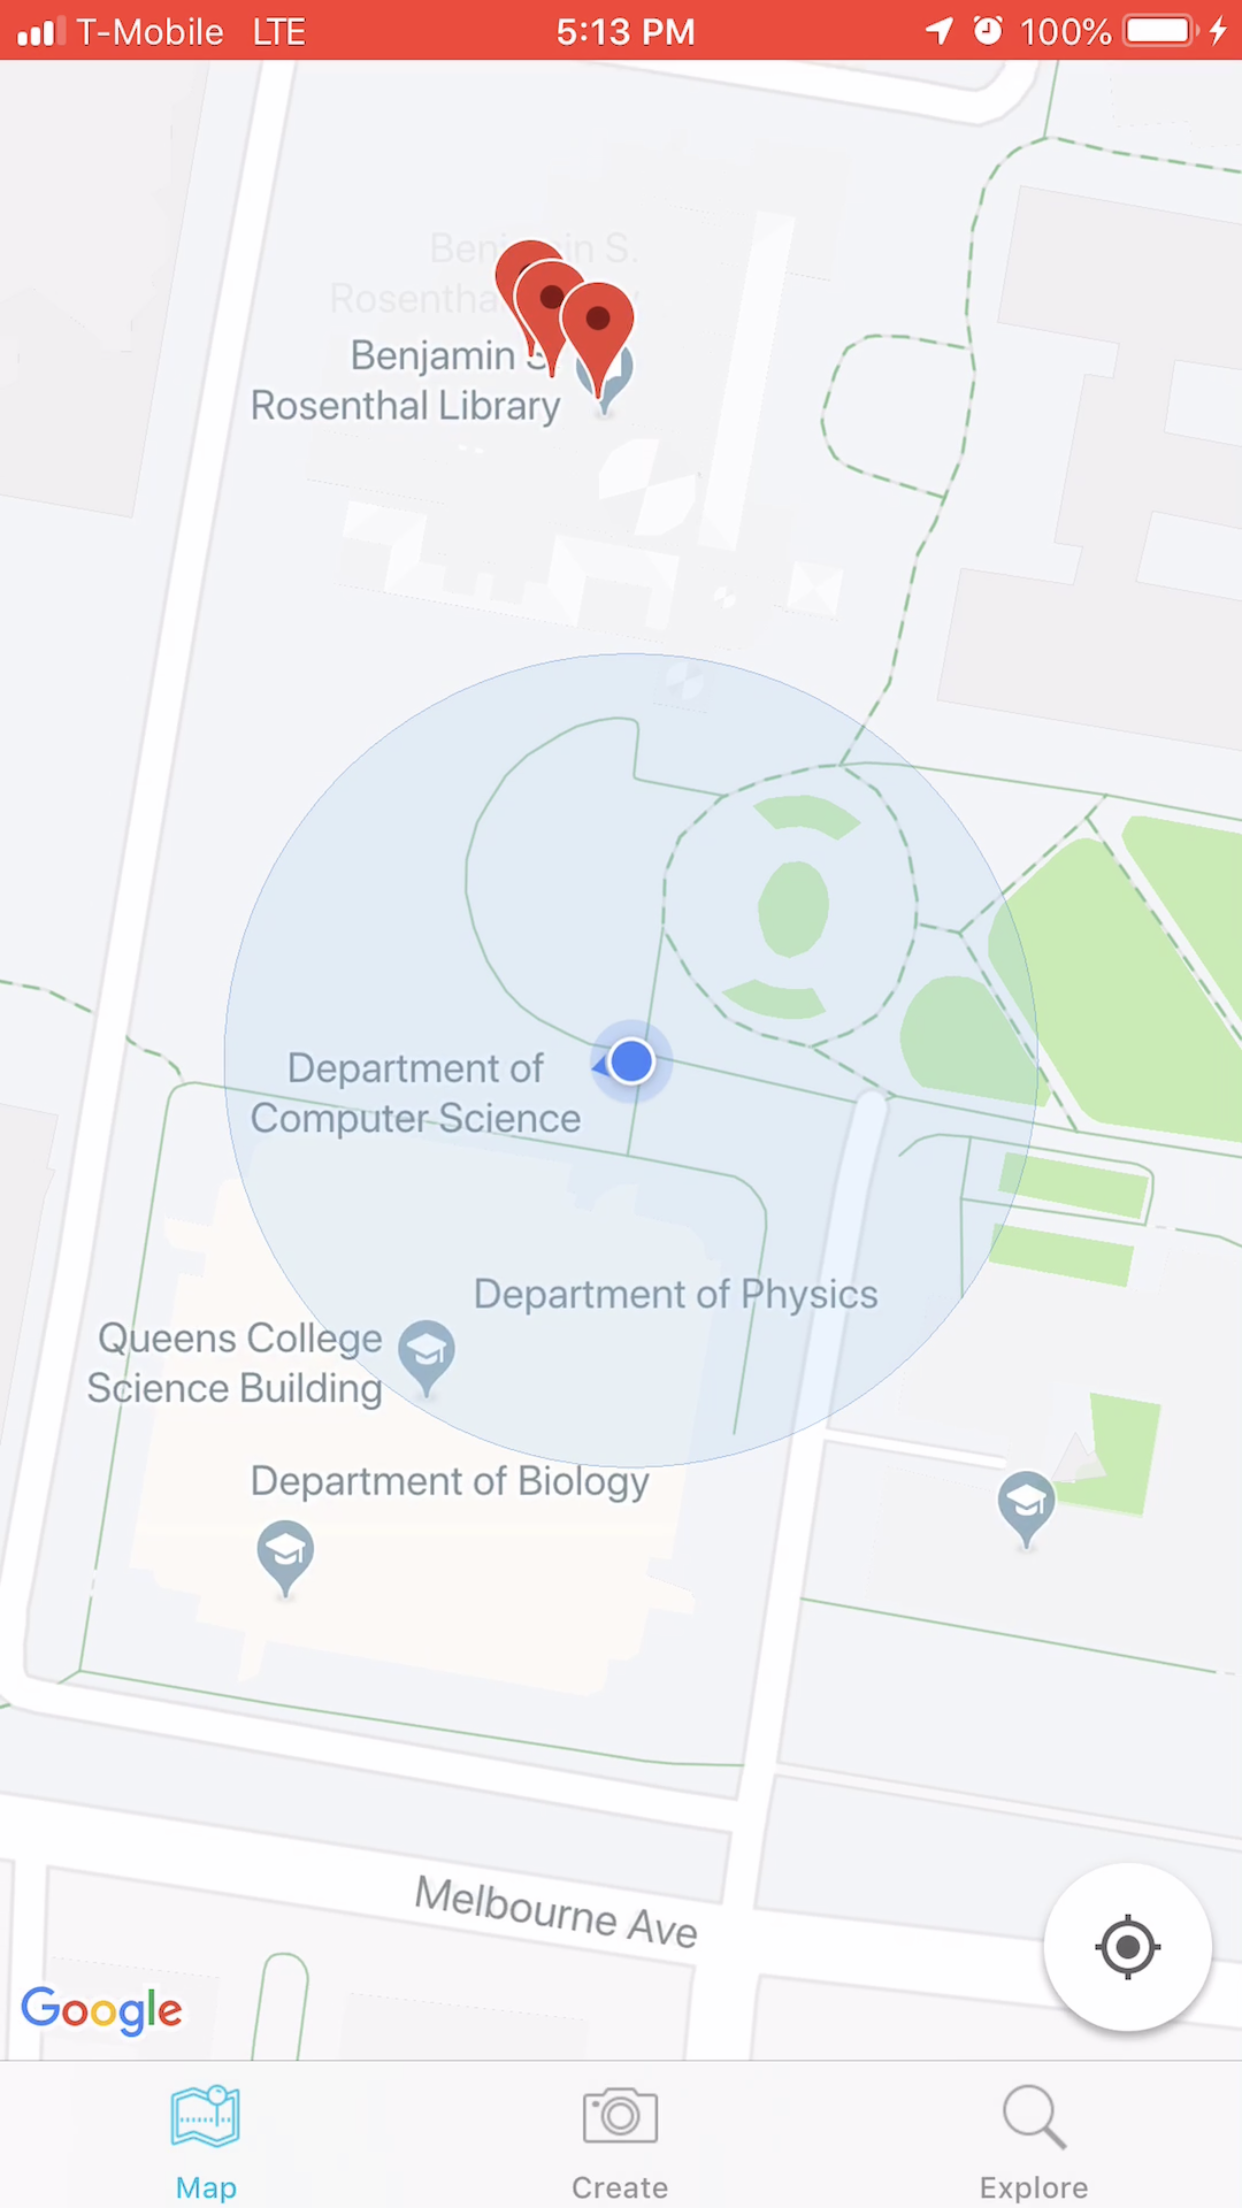 T-Mobile LTE 5:13 PM 100%
Benjamin S.
Rosenthal Library
Department of
Computer Science
Department of Physics
Queens College
Science Building
Department of Biology
Melbourne Ave
Google
Map Create Explore